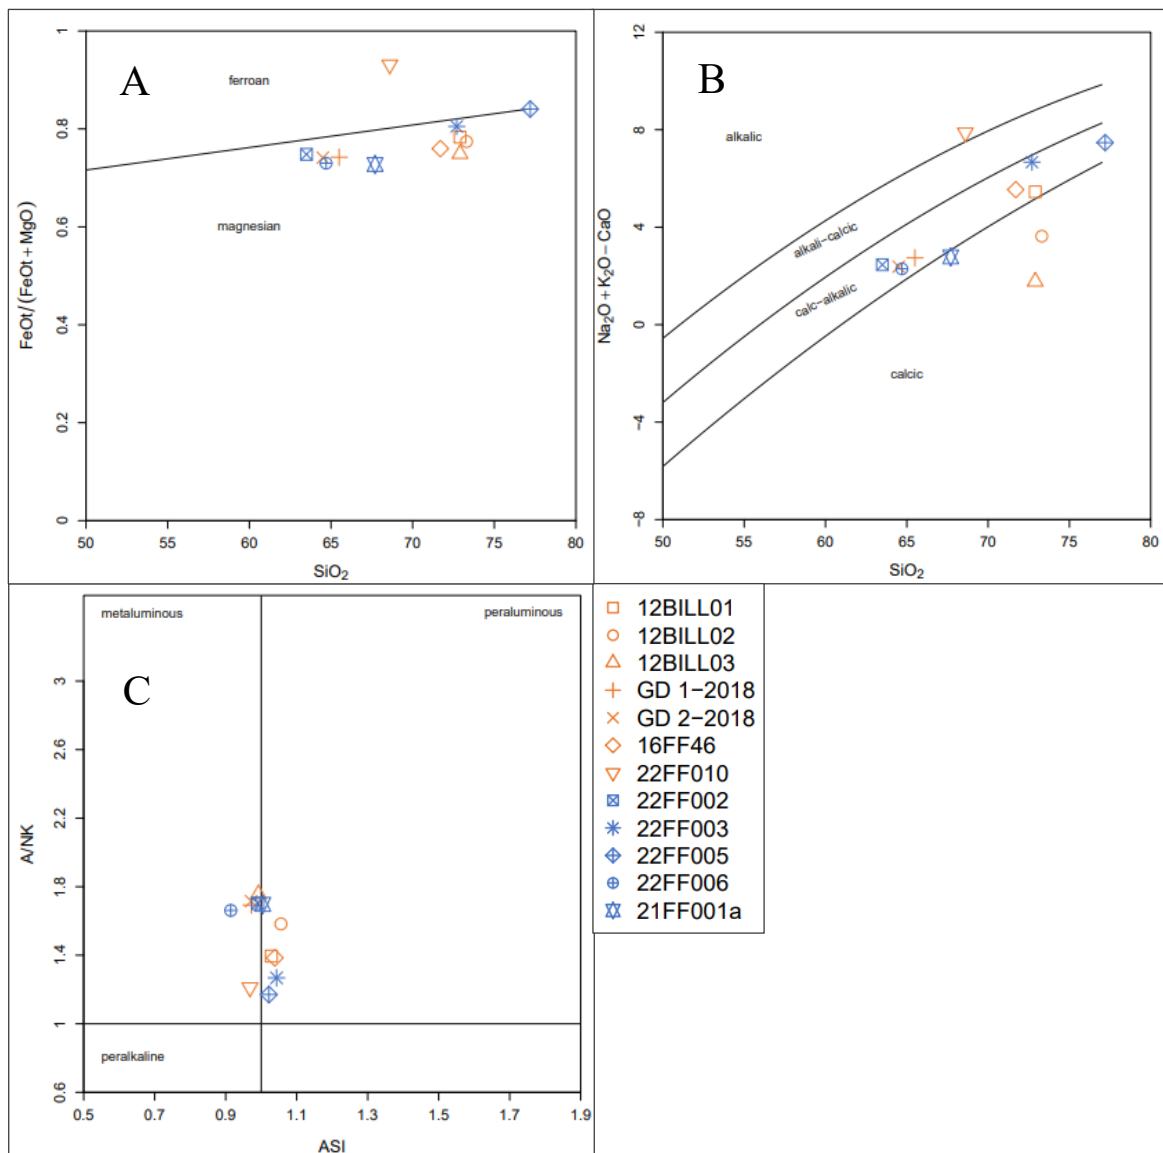 A
ferroan
magnesian
FeOt/(FeOt+MgO)
1
0.8
0.6
0.4
0.2
0
50 55 60 65 70 75 80
SiO₂
B
alkalic
alkali−calcic
calc−alkalic
calcic
Na₂O+K₂O−CaO
12
8
4
0
−4
−8
50 55 60 65 70 75 80
SiO₂
metaluminous peraluminous
C
peralkaline
A/NK
3
2.6
2.2
1.8
1.4
1
0.6
0.5 0.7 0.9 1.1 1.3 1.5 1.7 1.9
ASI
12BILL01
12BILL02
12BILL03
GD 1−2018
GD 2−2018
16FF46
22FF010
22FF002
22FF003
22FF005
22FF006
21FF001a